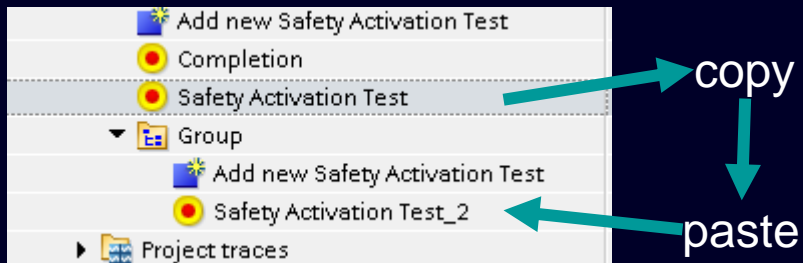 Add new Safety Activation Test
Completion
Safety Activation Test
copy
Group
Add new Safety Activation Test
Safety Activation Test_2
paste
Project traces